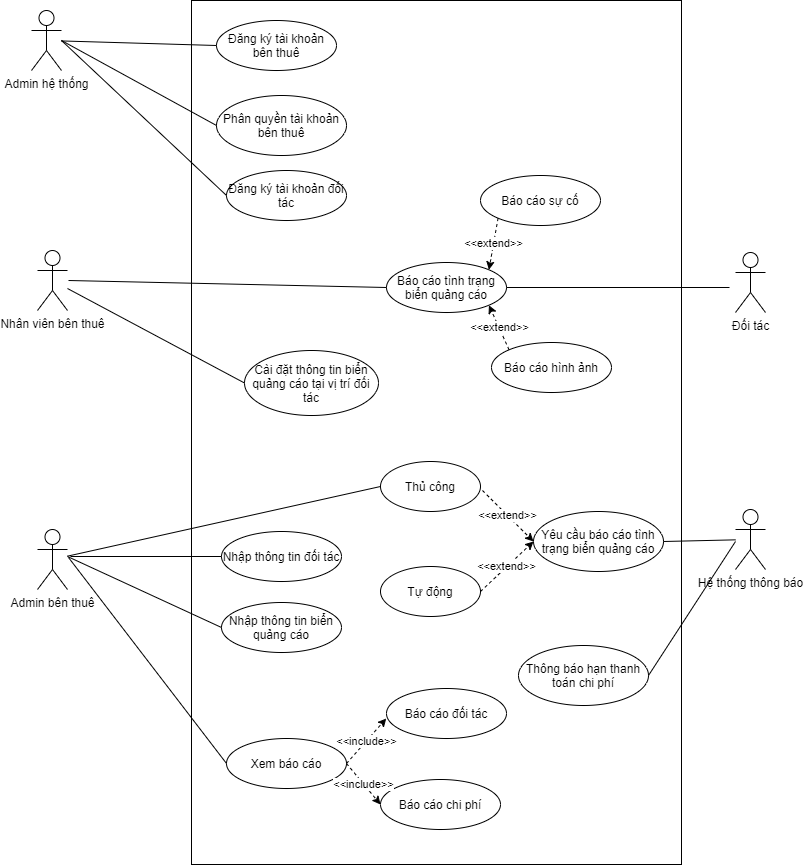 Đăng ký tài khoản
bên thuê
Admin hệ thống
Phân quyền tài khoản
bên thuê
Đăng ký tài khoản đối
tác
Báo cáo sự cố
<<extend>>
Báo cáo tình trạng
biển quảng cáo
Nhân viên bên thuê
Đối tác
<<extend>>
Báo cáo hình ảnh
Cài đặt thông tin biển
quảng cáo tại vị trí đối
tác
Thủ công
<<extend>>
Yêu cầu báo cáo tình
trạng biển quảng cáo
Nhập thông tin đối tác
<<extend>>
Hệ thống thông báo
Tự động
Admin bên thuê
Nhập thông tin biển
quảng cáo
Thông báo hạn thanh
toán chi phí
Báo cáo đối tác
<<include>>
Xem báo cáo
<<include>>
Báo cáo chi phí